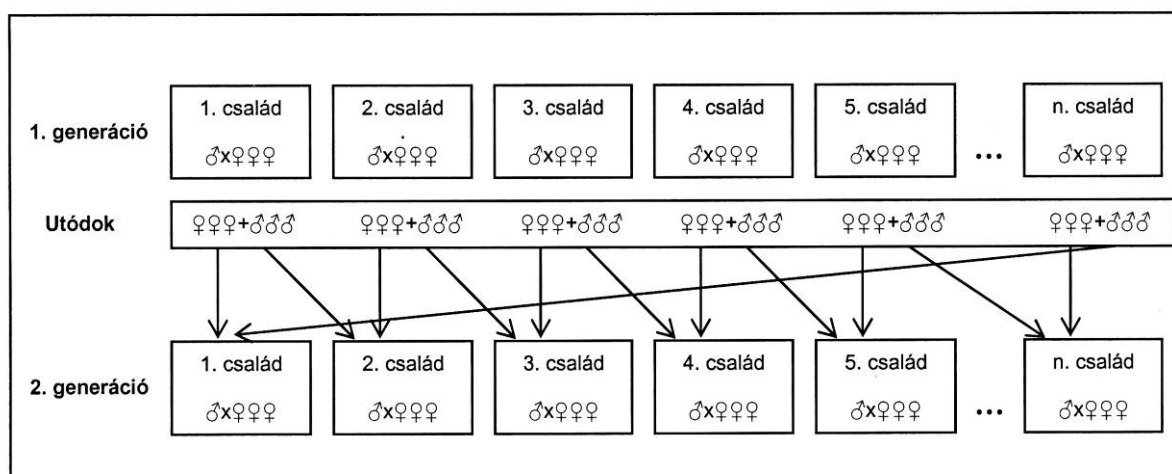 1. család 2. család 3. család 4. család 5. család n. család
1. generáció
♂x♀♀♀ ♂x♀♀♀ ♂x♀♀♀ ♂x♀♀♀ ♂x♀♀♀ ... ♂x♀♀♀
Utódok ♀♀♀+♂♂♂ ♀♀♀+♂♂♂ ♀♀♀+♂♂♂ ♀♀♀+♂♂♂ ♀♀♀+♂♂♂ ♀♀♀+♂♂♂
1. család 2. család 3. család 4. család 5. család n. család
2. generáció
♂x♀♀♀ ♂x♀♀♀ ♂x♀♀♀ ♂x♀♀♀ ♂x♀♀♀ ... ♂x♀♀♀